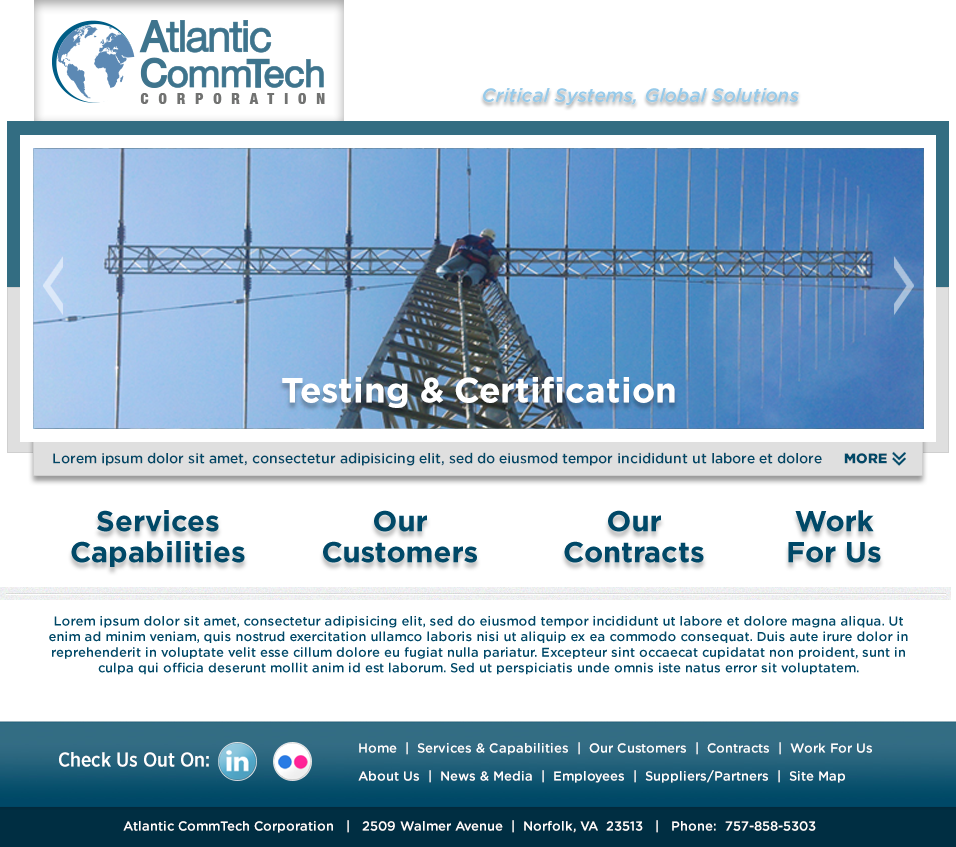 Atlantic
CommTech
CORPORATION
Critical Systems, Global Solutions
Testing & Certification
Lorem ipsum dolor sit amet, consectetur adipisicing elit, sed do eiusmod tempor incididunt ut labore et dolore MORE
Services
Capabilities
Our
Customers
Our
Contracts
Work
For Us
Lorem ipsum dolor sit amet, consectetur adipisicing elit, sed do eiusmod tempor incididunt ut labore et dolore magna aliqua. Ut
enim ad minim veniam, quis nostrud exercitation ullamco laboris nisi ut aliquip ex ea commodo consequat. Duis aute irure dolor in
reprehenderit in voluptate velit esse cillum dolore eu fugiat nulla pariatur. Excepteur sint occaecat cupidatat non proident, sunt in
culpa qui officia deserunt mollit anim id est laborum. Sed ut perspiciatis unde omnis iste natus error sit voluptatem.
Check Us Out On: in
Home | Services & Capabilities | Our Customers | Contracts | Work For Us
About Us | News & Media | Employees | Suppliers/Partners | Site Map
Atlantic CommTech Corporation | 2509 Walmer Avenue | Norfolk, VA 23513 | Phone: 757-858-5303